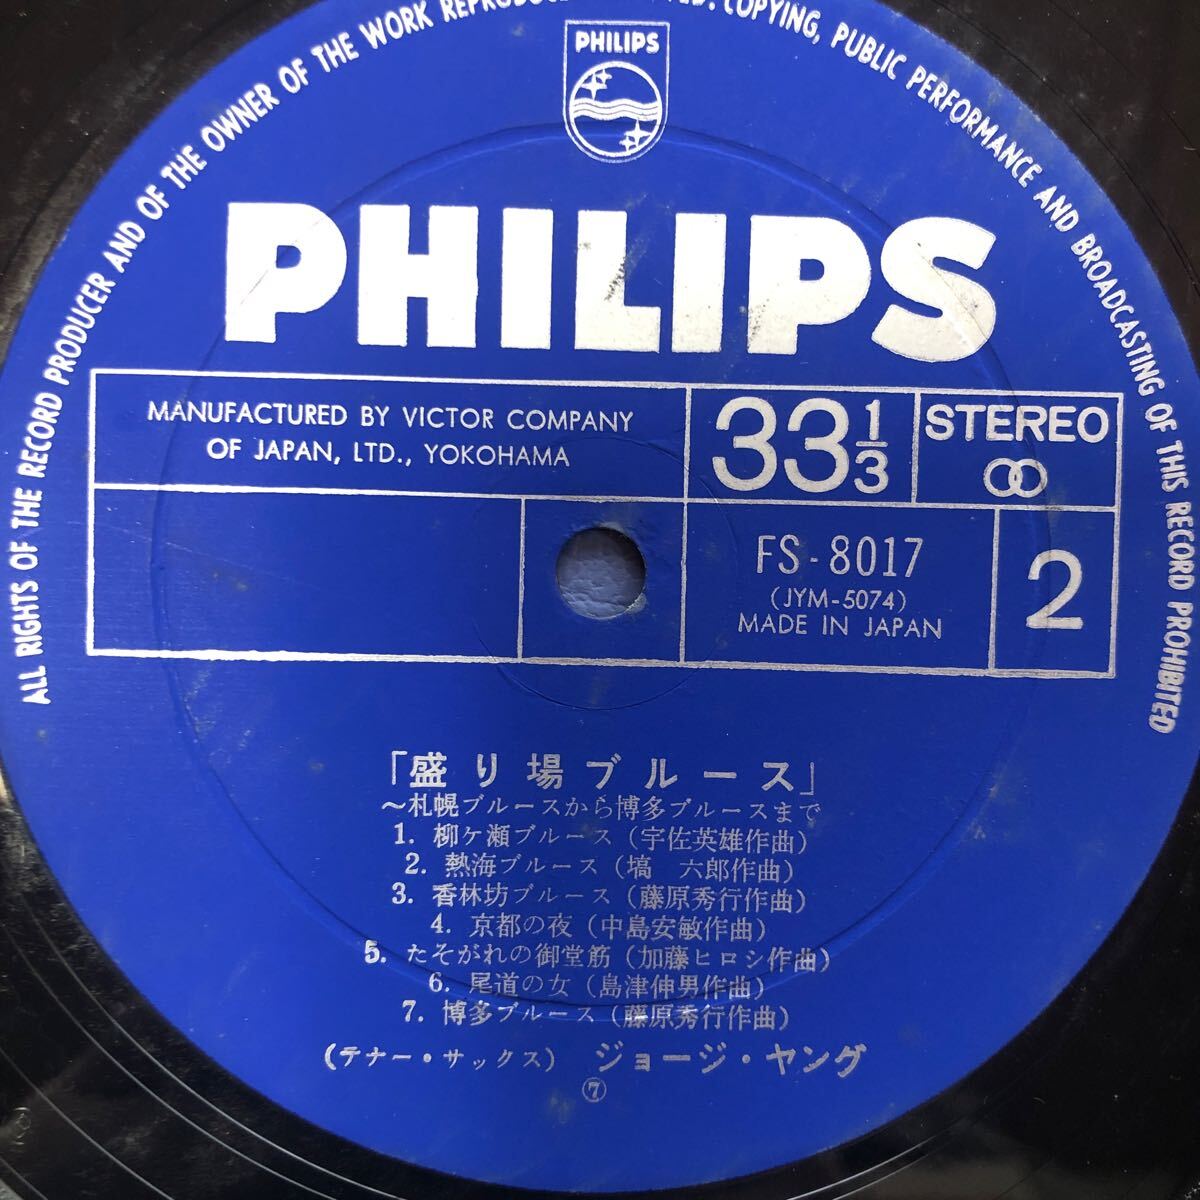 ALL RIGHTS OF THE RECORD PRODUCER AND OF THE OWNER OF THE WORK COPYING, PUBLIC PERFORMANCE AND BROADCASTING OF THIS RECORD PROHIBITED
PHILIPS
PHILIPS
MANUFACTURED BY VICTOR COMPANY
OF JAPAN, LTD., YOKOHAMA
33 1/3
STEREO
FS-8017
(JYM-5074)
MADE IN JAPAN
2
「盛り場ブルース」
～札幌ブルースから博多ブルースまで
1. 柳ケ瀬ブルース (宇佐英雄作曲)
2. 熱海ブルース (塙 六郎作曲)
3. 香林坊ブルース (藤原秀行作曲)
4. 京都の夜 (中島安敏作曲)
5. たそがれの御堂筋 (加藤ヒロシ作曲)
6. 尾道の女 (島津伸男作曲)
7. 博多ブルース (藤原秀行作曲)
(テナー・サックス) ジョージ・ヤング
⑦